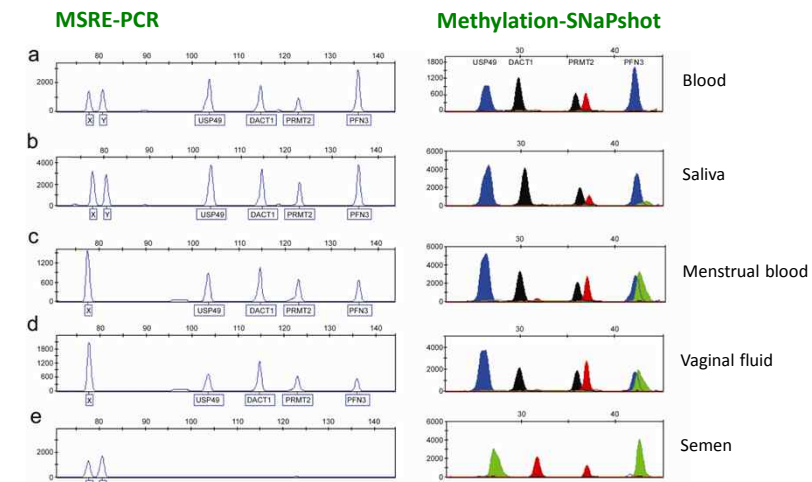 MSRE-PCR Methylation-SNaPshot
a
80 90 100 110 120 130 140
2000
0
X Y USP49 DACT1 PRMT2 PFN3
30 40
USP49 DACT1 PRMT2 PFN3
1800
1200
600
0
Blood
b
80 90 100 110 120 130 140
4000
2000
0
X Y USP49 DACT1 PRMT2 PFN3
30 40
6000
4000
2000
0
Saliva
c
80 90 100 110 120 130 140
1200
600
0
X USP49 DACT1 PRMT2 PFN3
30 40
6000
4000
2000
0
Menstrual blood
d
80 90 100 110 120 130 140
1800
1200
600
0
X USP49 DACT1 PRMT2 PFN3
30 40
4000
2000
0
Vaginal fluid
e
80 90 100 110 120 130 140
2000
0
30 40
6000
4000
2000
0
Semen